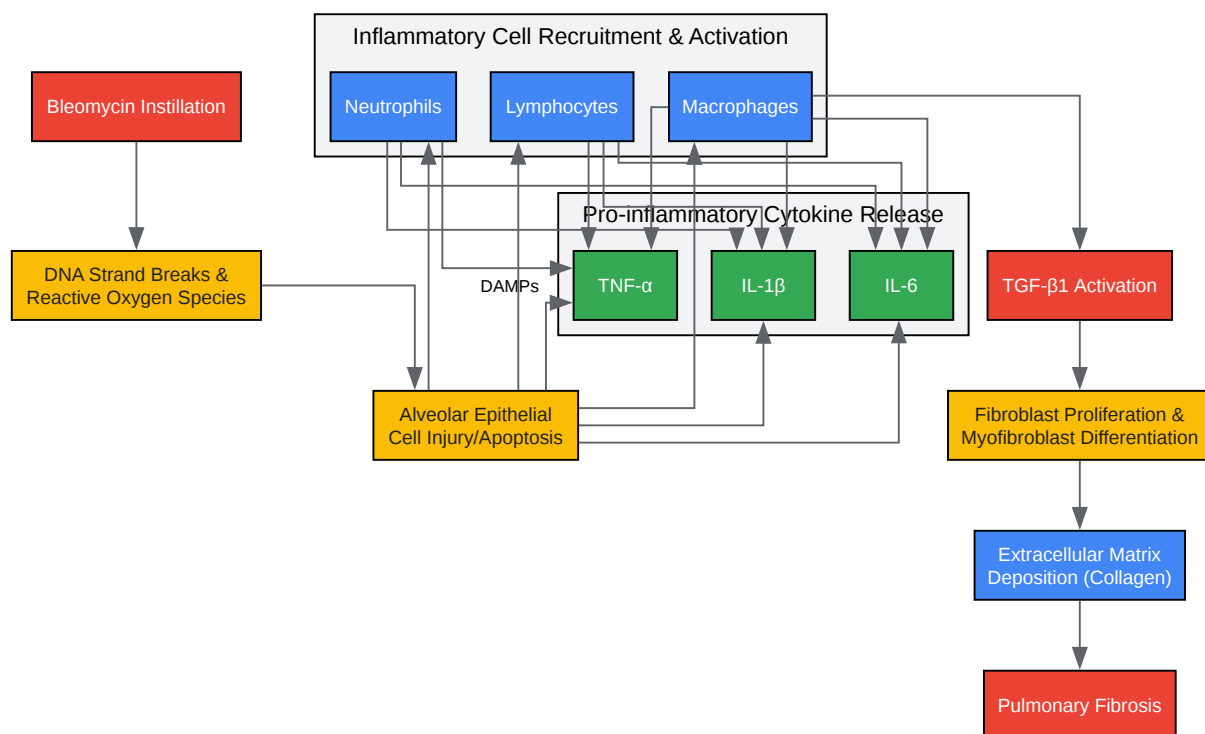 Inflammatory Cell Recruitment & Activation
Bleomycin Instillation
Neutrophils
Lymphocytes
Macrophages
Pro-inflammatory Cytokine Release
DNA Strand Breaks &
Reactive Oxygen Species
DAMPs
TNF-α
IL-1β
IL-6
TGF-β1 Activation
Alveolar Epithelial
Cell Injury/Apoptosis
Fibroblast Proliferation &
Myofibroblast Differentiation
Extracellular Matrix
Deposition (Collagen)
Pulmonary Fibrosis